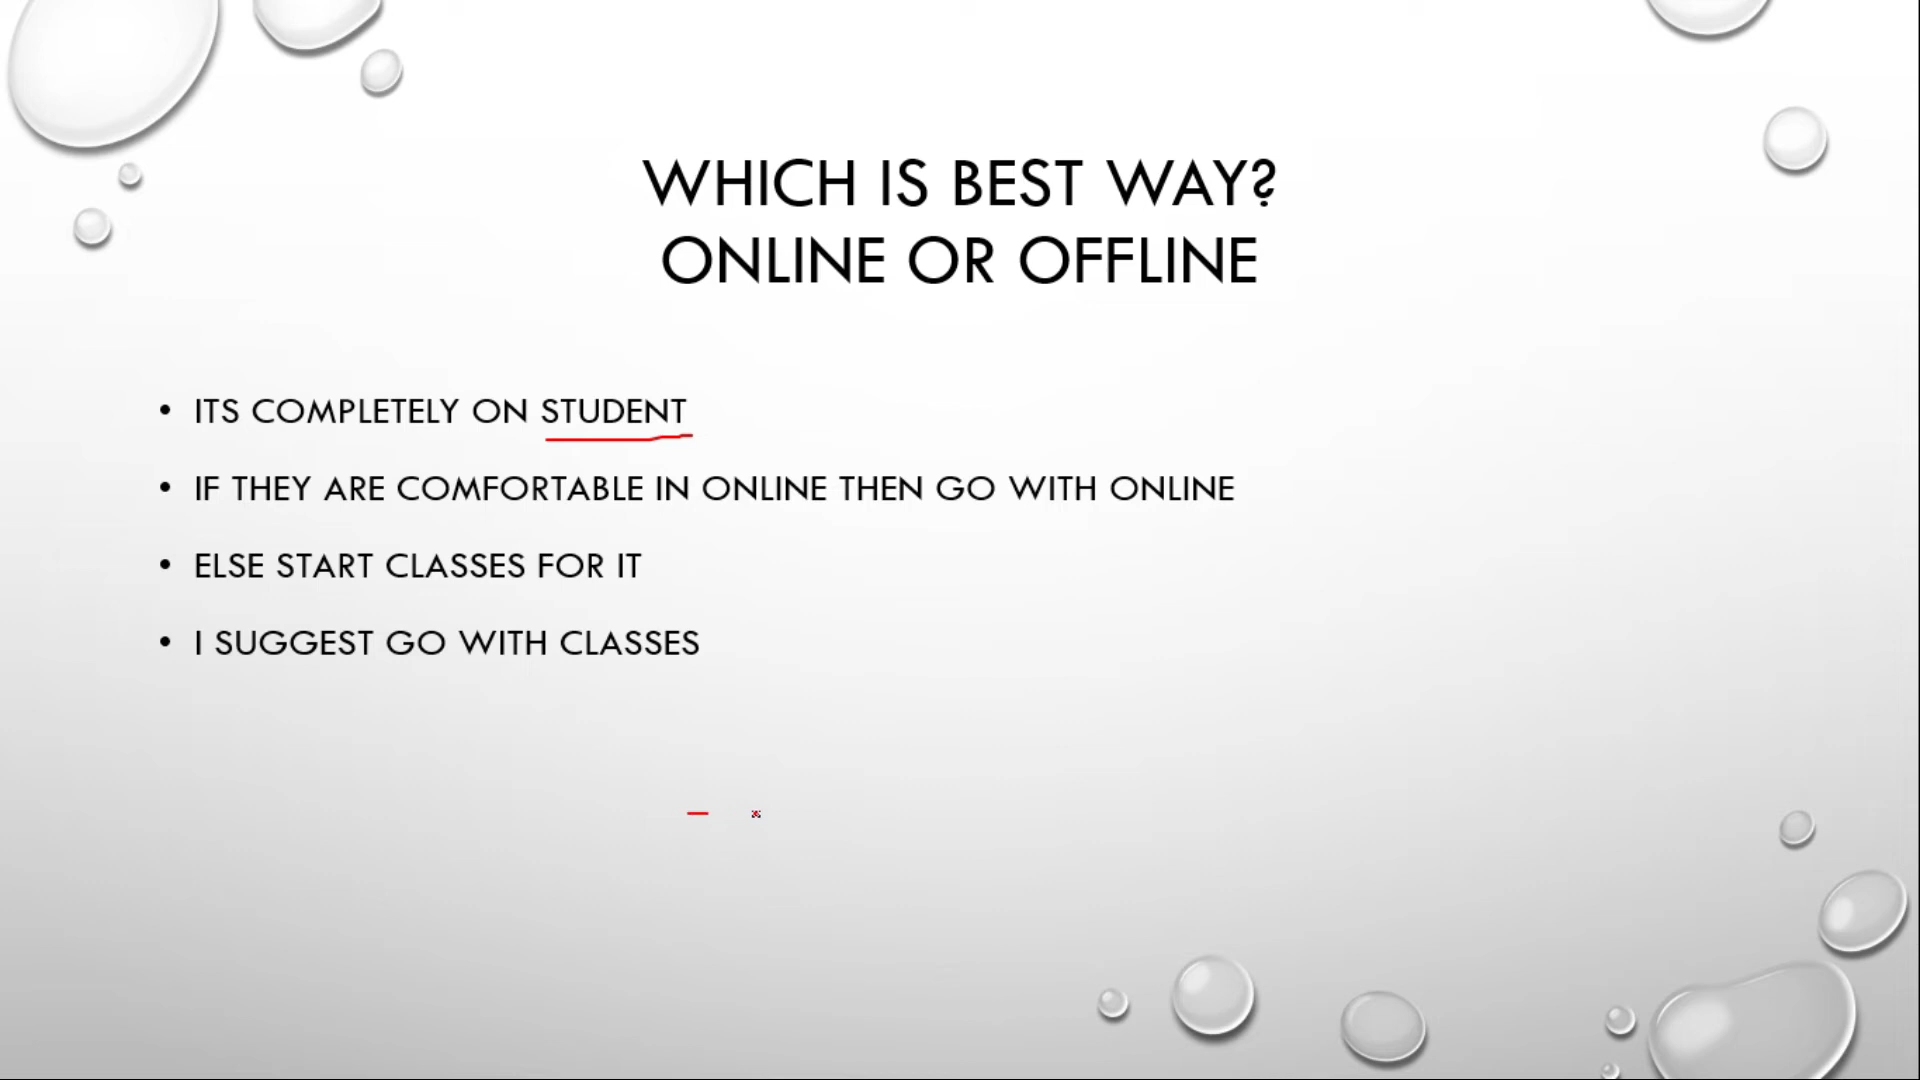 WHICH IS BEST WAY?
ONLINE OR OFFLINE
• ITS COMPLETELY ON STUDENT
• IF THEY ARE COMFORTABLE IN ONLINE THEN GO WITH ONLINE
• ELSE START CLASSES FOR IT
• I SUGGEST GO WITH CLASSES